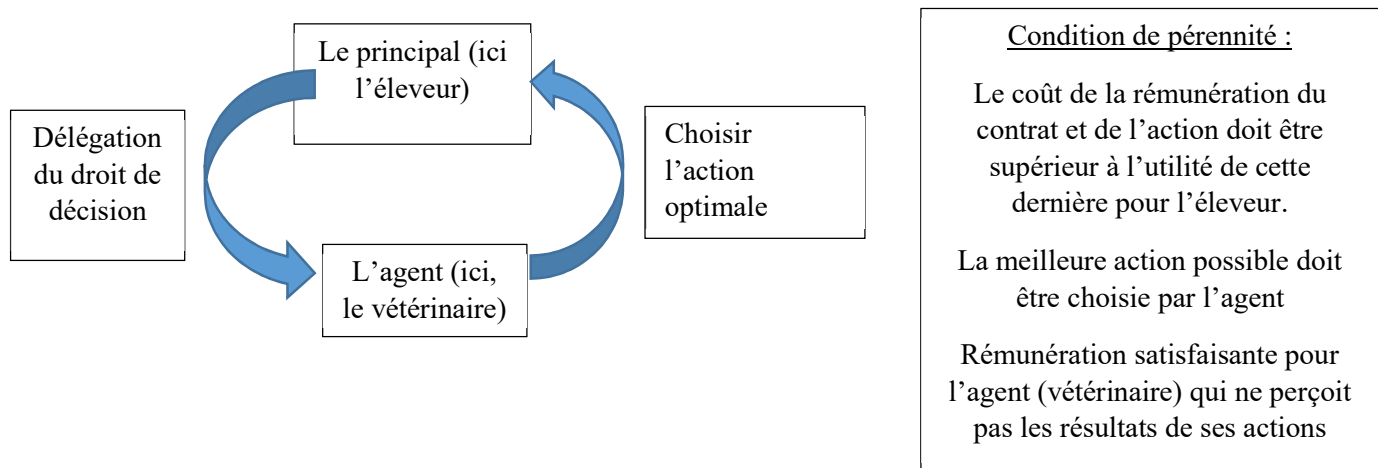 Le principal (ici
l’éleveur)
Délégation
du droit de
décision
Choisir
l’action
optimale
L’agent (ici,
le vétérinaire)
Condition de pérennité :
Le coût de la rémunération du
contrat et de l’action doit être
supérieur à l’utilité de cette
dernière pour l’éleveur.
La meilleure action possible doit
être choisie par l’agent
Rémunération satisfaisante pour
l’agent (vétérinaire) qui ne perçoit
pas les résultats de ses actions